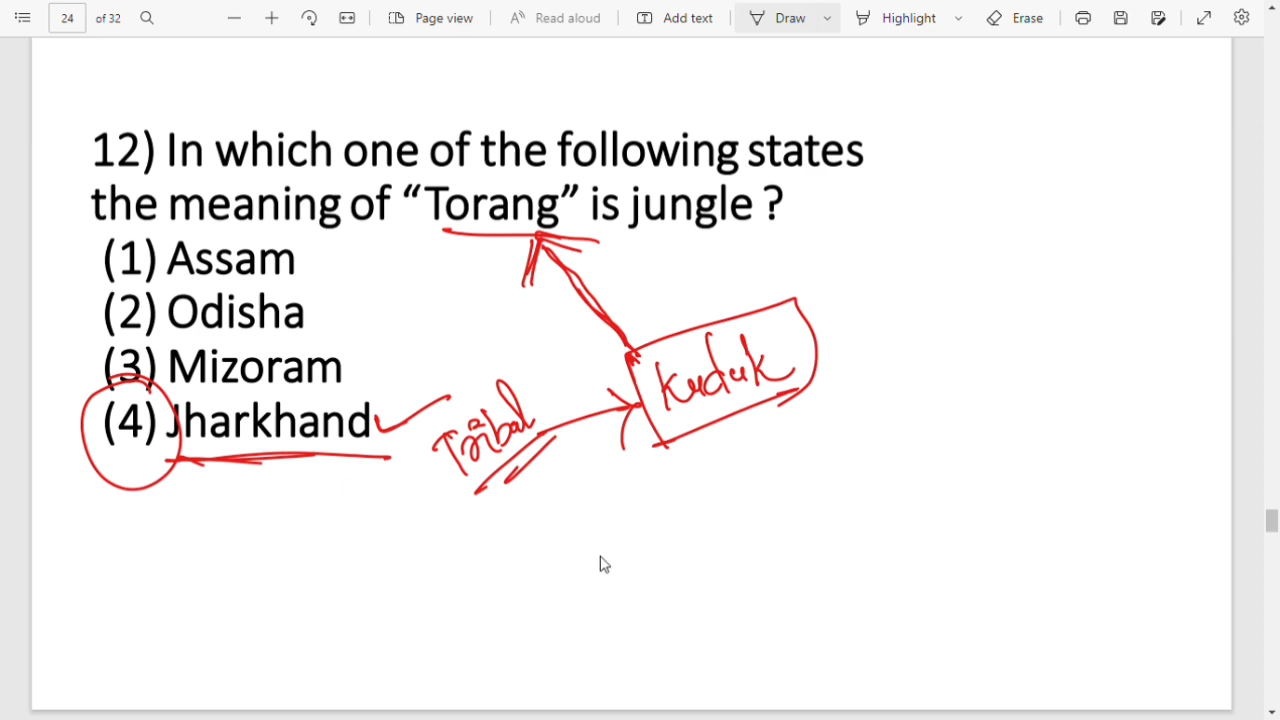 24 of 32 Page view Read aloud Add text Draw Highlight Erase
12) In which one of the following states
the meaning of “Torang” is jungle ?
(1) Assam
(2) Odisha
(3) Mizoram
(4) Jharkhand
Tribal
Kuduk